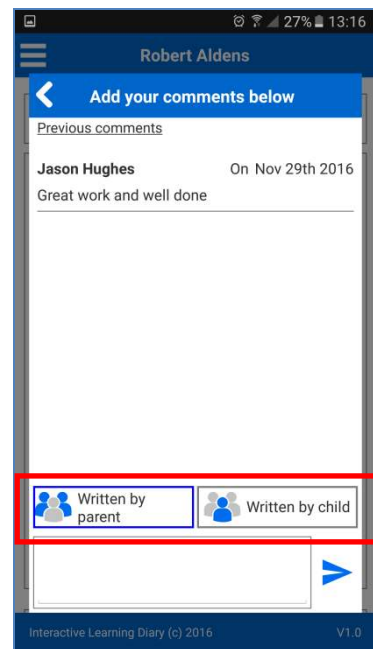 27% 13:16
Robert Aldens
Add your comments below
Previous comments
Jason Hughes On Nov 29th 2016
Great work and well done
Written by
parent
Written by child
Interactive Learning Diary (c) 2016 V1.0